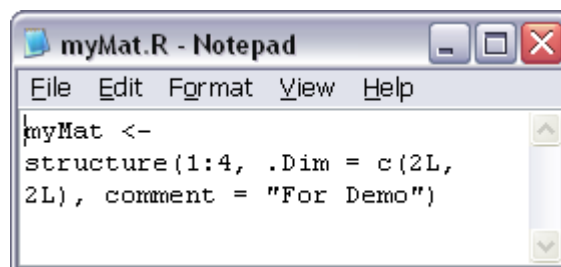 myMat.R - Notepad
File Edit Format View Help
myMat <-
structure(1:4, .Dim = c(2L,
2L), comment = "For Demo")